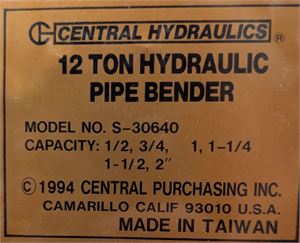 CENTRAL HYDRAULICS®
12 TON HYDRAULIC
PIPE BENDER
MODEL NO. S-30640
CAPACITY: 1/2, 3/4, 1, 1-1/4
1-1/2, 2"
©1994 CENTRAL PURCHASING INC.
CAMARILLO CALIF 93010 U.S.A.
MADE IN TAIWAN